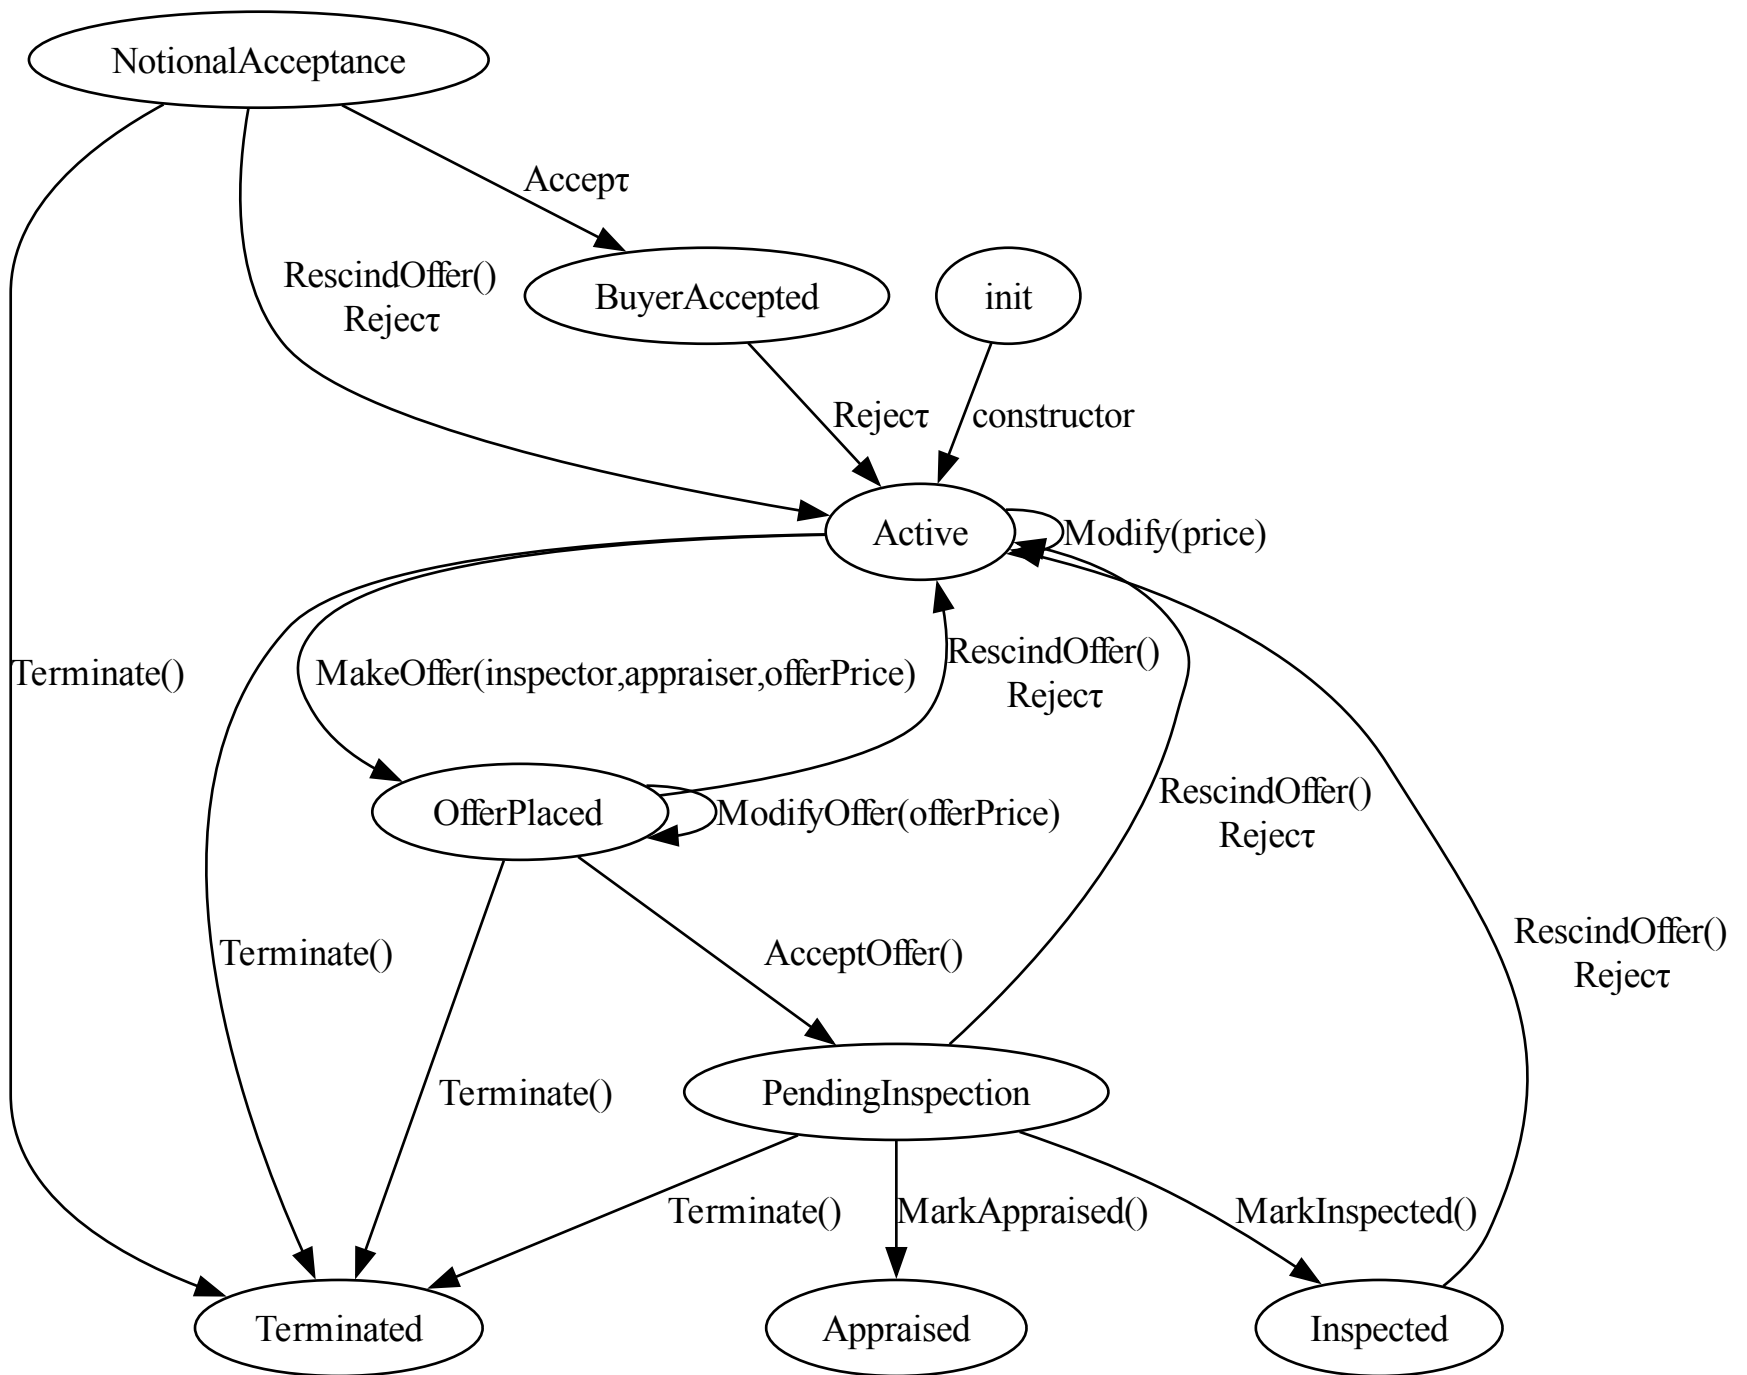 NotionalAcceptance
Accepτ
RescindOffer()
Rejecτ
BuyerAccepted
init
Rejecτ
constructor
Active
Modify(price)
Terminate()
MakeOffer(inspector,appraiser,offerPrice)
RescindOffer()
Rejecτ
OfferPlaced
ModifyOffer(offerPrice)
RescindOffer()
Rejecτ
Terminate()
AcceptOffer()
RescindOffer()
Rejecτ
Terminate()
PendingInspection
Terminate()
MarkAppraised()
MarkInspected()
Terminated
Appraised
Inspected